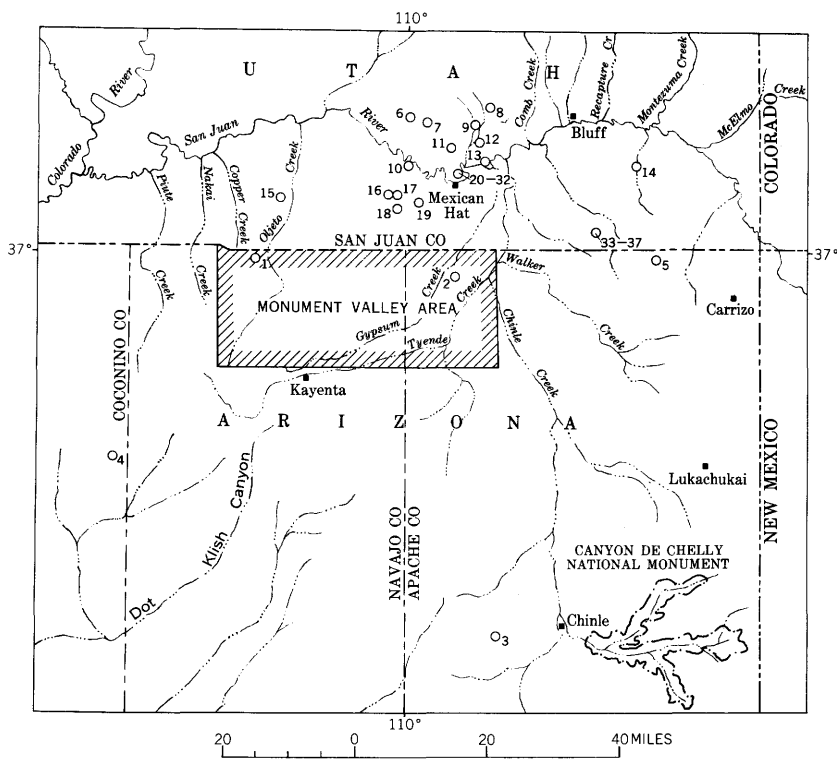 110°
U T A H
River
Colorado
San Juan
River
Comb Creek
Recapture Cr
Montezuma Creek
McElmo Creek
COLORADO
6
7
8
9
11
12
13
10
Bluff
14
20–32
Mexican
Hat
Piute
Creek
Nakai
Creek
Copper Creek
Oljeto
Creek
15
16
17
18
19
33–37
37°
SAN JUAN CO
37°
1
2
5
Walker
Creek
MONUMENT VALLEY AREA
Gypsum
Creek
Tyende
Creek
Chinle
Creek
Carrizo
COCONINO CO
Kayenta
A R I Z O N A
4
Lukachukai
NEW MEXICO
Klish Canyon
Dot
NAVAJO CO
APACHE CO
CANYON DE CHELLY
NATIONAL MONUMENT
3
Chinle
110°
20 0 20 40 MILES